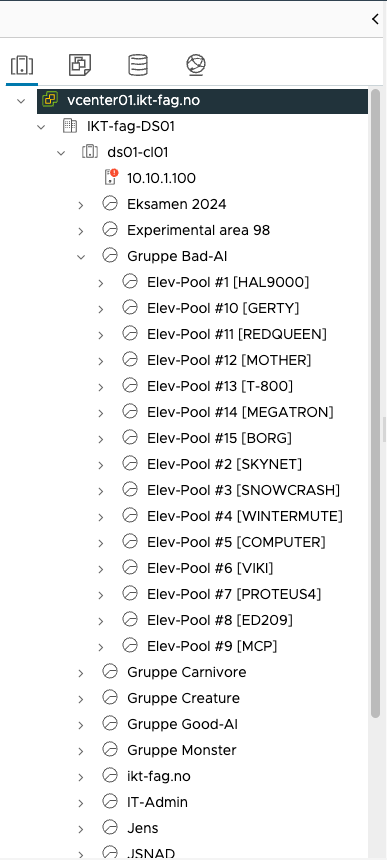 vcenter01.ikt-fag.no
IKT-fag-DS01
ds01-cl01
10.10.1.100
Eksamen 2024
Experimental area 98
Gruppe Bad-AI
Elev-Pool #1 [HAL9000]
Elev-Pool #10 [GERTY]
Elev-Pool #11 [REDQUEEN]
Elev-Pool #12 [MOTHER]
Elev-Pool #13 [T-800]
Elev-Pool #14 [MEGATRON]
Elev-Pool #15 [BORG]
Elev-Pool #2 [SKYNET]
Elev-Pool #3 [SNOWCRASH]
Elev-Pool #4 [WINTERMUTE]
Elev-Pool #5 [COMPUTER]
Elev-Pool #6 [VIKI]
Elev-Pool #7 [PROTEUS4]
Elev-Pool #8 [ED209]
Elev-Pool #9 [MCP]
Gruppe Carnivore
Gruppe Creature
Gruppe Good-AI
Gruppe Monster
ikt-fag.no
IT-Admin
Jens
JSNAD